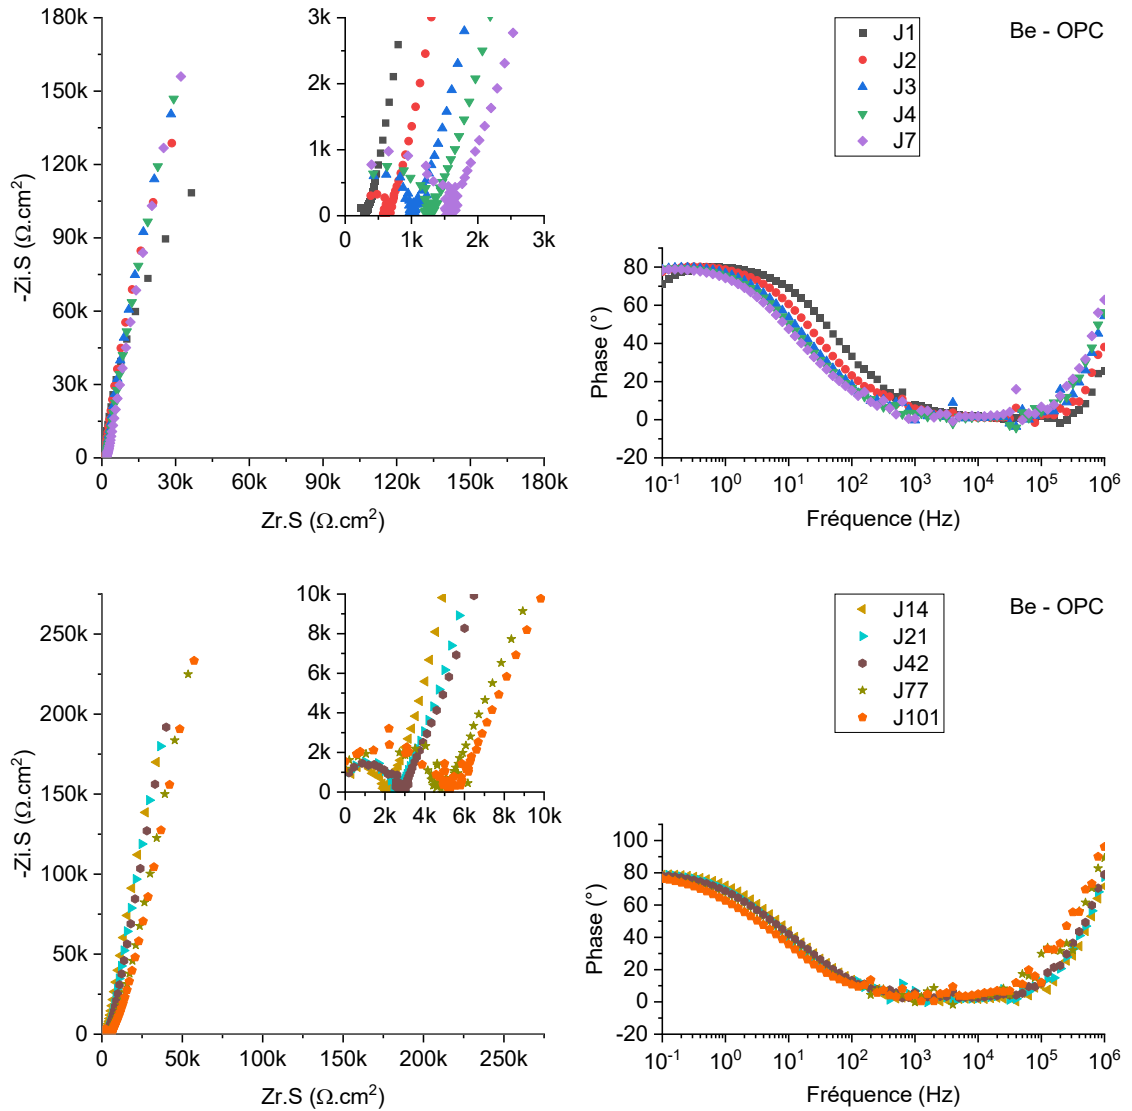 180k
150k
120k
90k
60k
30k
0
-Zi.S (Ω.cm²)
0 30k 60k 90k 120k 150k 180k
Zr.S (Ω.cm²)
3k
2k
1k
0
0 1k 2k 3k
J1
J2
J3
J4
J7
Be - OPC
80
60
40
20
0
-20
Phase (°)
10⁻¹ 10⁰ 10¹ 10² 10³ 10⁴ 10⁵ 10⁶
Fréquence (Hz)
250k
200k
150k
100k
50k
0
-Zi.S (Ω.cm²)
0 50k 100k 150k 200k 250k
Zr.S (Ω.cm²)
10k
8k
6k
4k
2k
0
0 2k 4k 6k 8k 10k
J14
J21
J42
J77
J101
Be - OPC
100
80
60
40
20
0
-20
Phase (°)
10⁻¹ 10⁰ 10¹ 10² 10³ 10⁴ 10⁵ 10⁶
Fréquence (Hz)